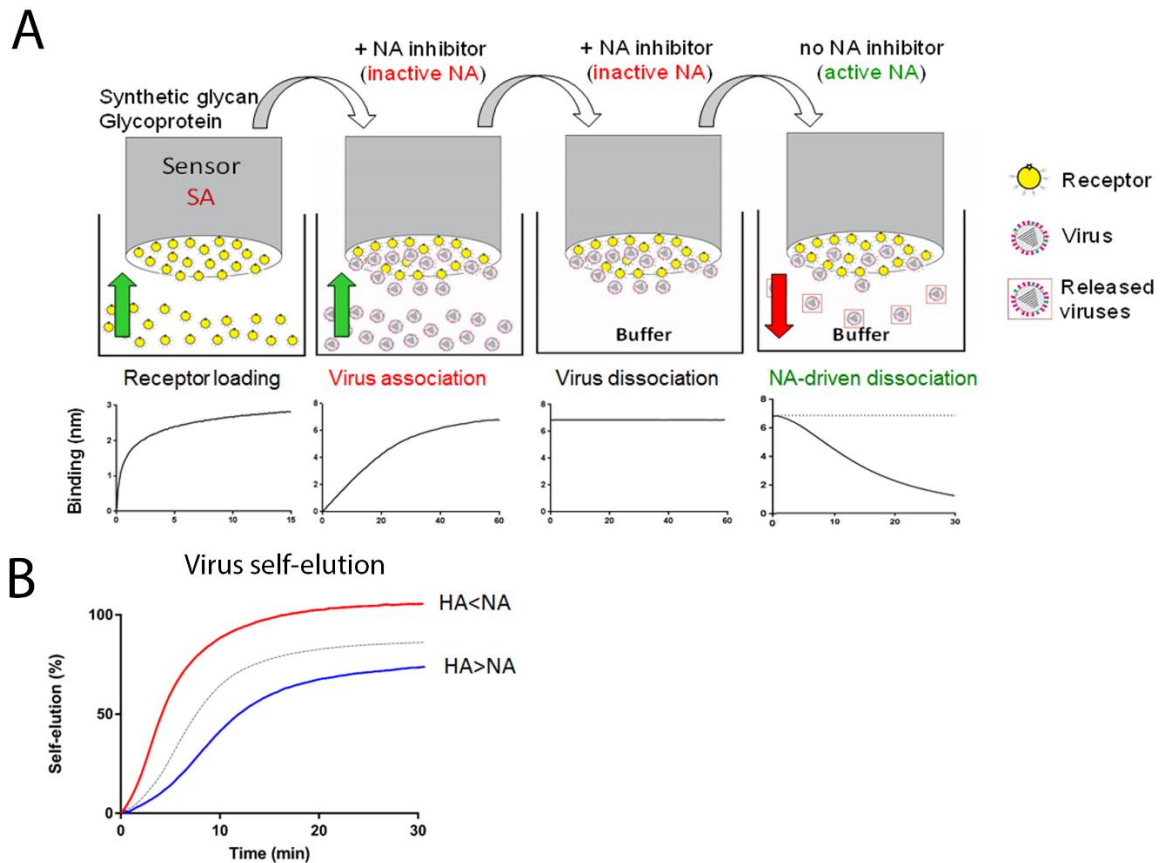 A
+ NA inhibitor
(inactive NA)
+ NA inhibitor
(inactive NA)
no NA inhibitor
(active NA)
Synthetic glycan
Glycoprotein
Sensor
SA
Buffer
Buffer
Receptor
Virus
Released
viruses
Receptor loading
Virus association
Virus dissociation
NA-driven dissociation
Binding (nm)
3
2
1
0
0 5 10 15
8
6
4
2
0
0 20 40 60
8
6
4
2
0
0 20 40 60
8
6
4
2
0
0 10 20 30
B
Virus self-elution
HA<NA
HA>NA
Self-elution (%)
100
50
0
0 10 20 30
Time (min)